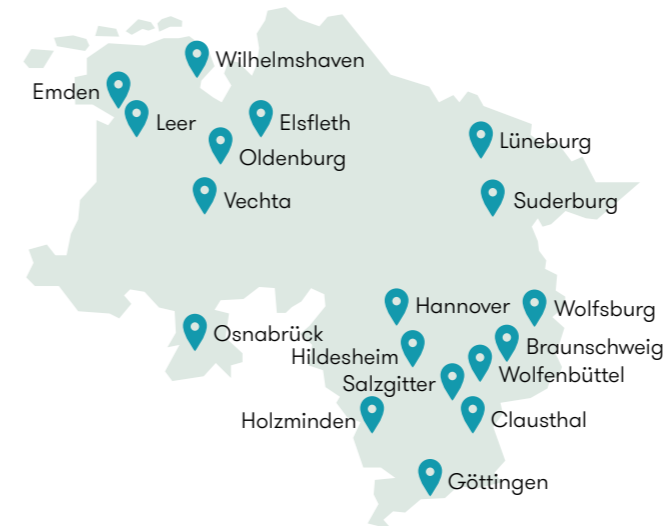 Wilhelmshaven
Emden
Leer
Elsfleth
Oldenburg
Lüneburg
Vechta
Suderburg
Hannover
Wolfsburg
Osnabrück
Hildesheim
Braunschweig
Salzgitter
Wolfenbüttel
Holzminden
Clausthal
Göttingen